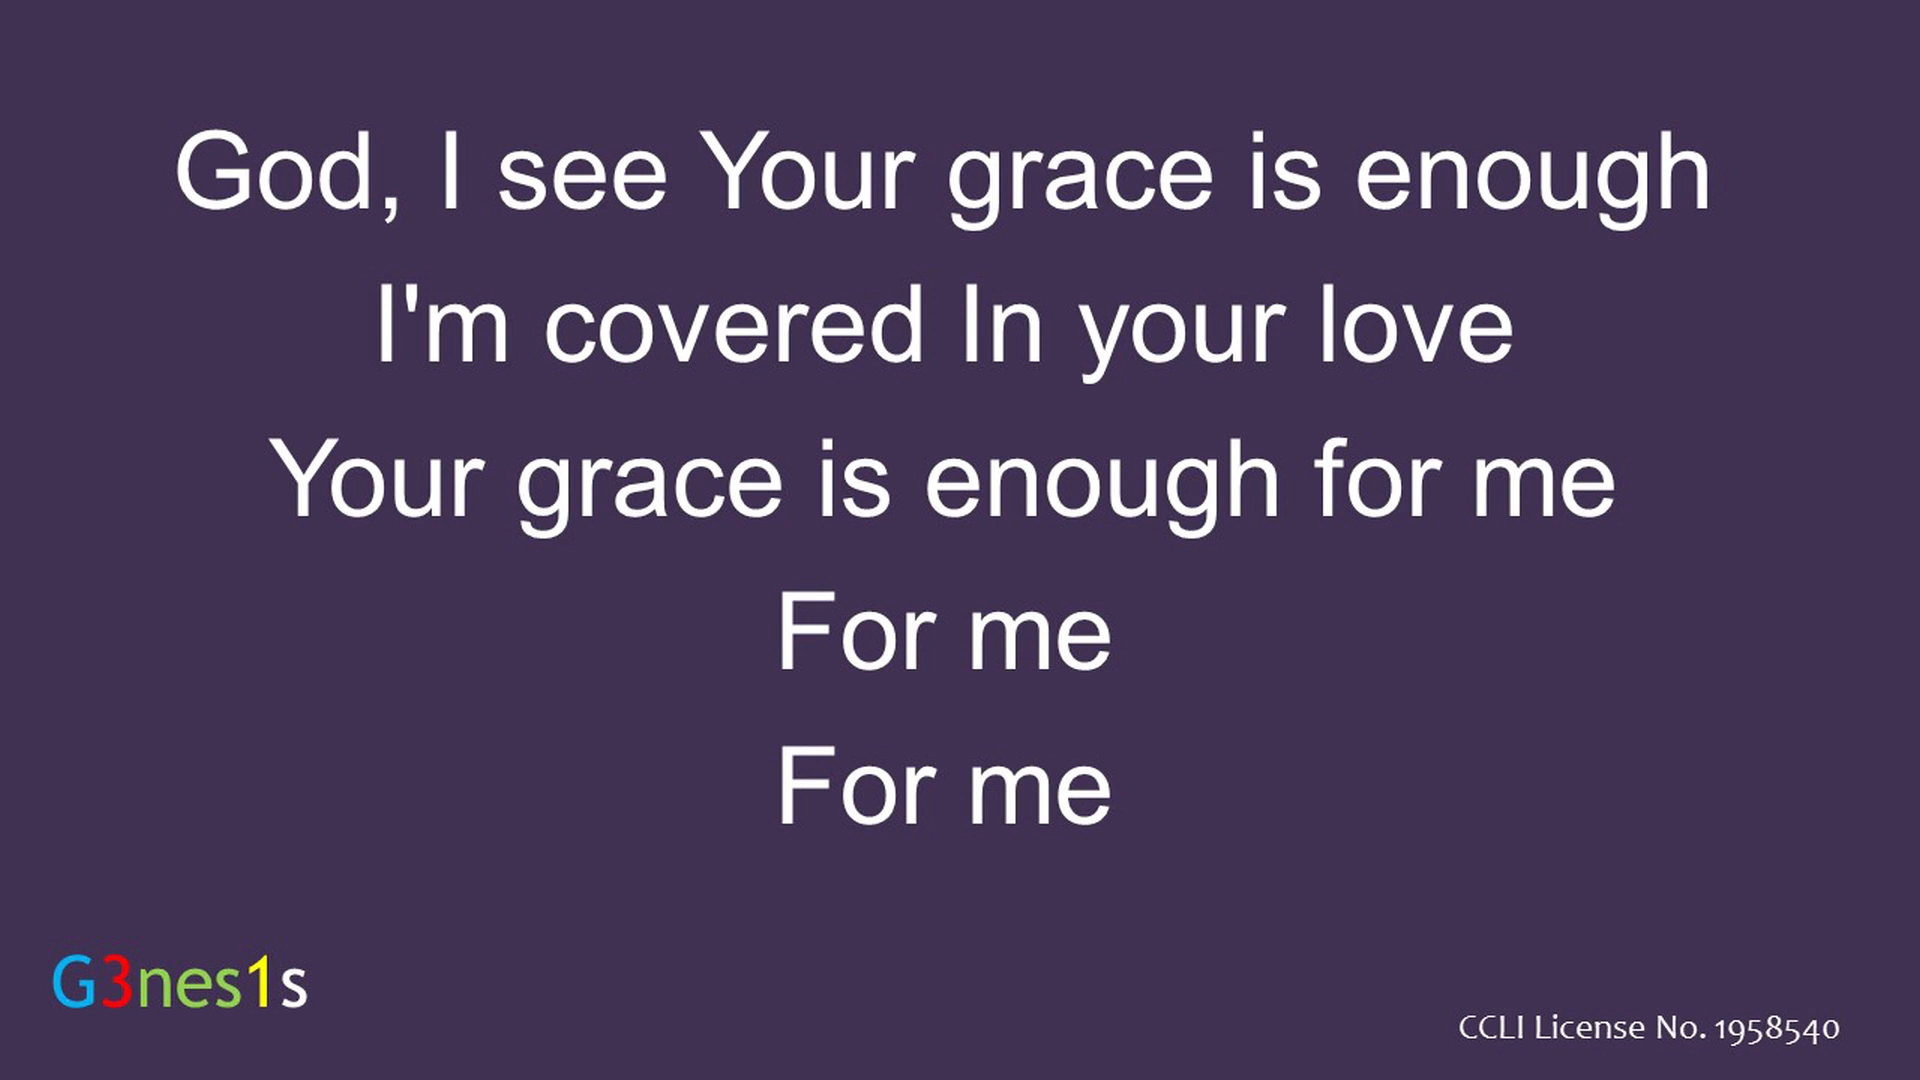 God, I see Your grace is enough
I'm covered In your love
Your grace is enough for me
For me
For me
G3nes1s
CCLI License No. 1958540